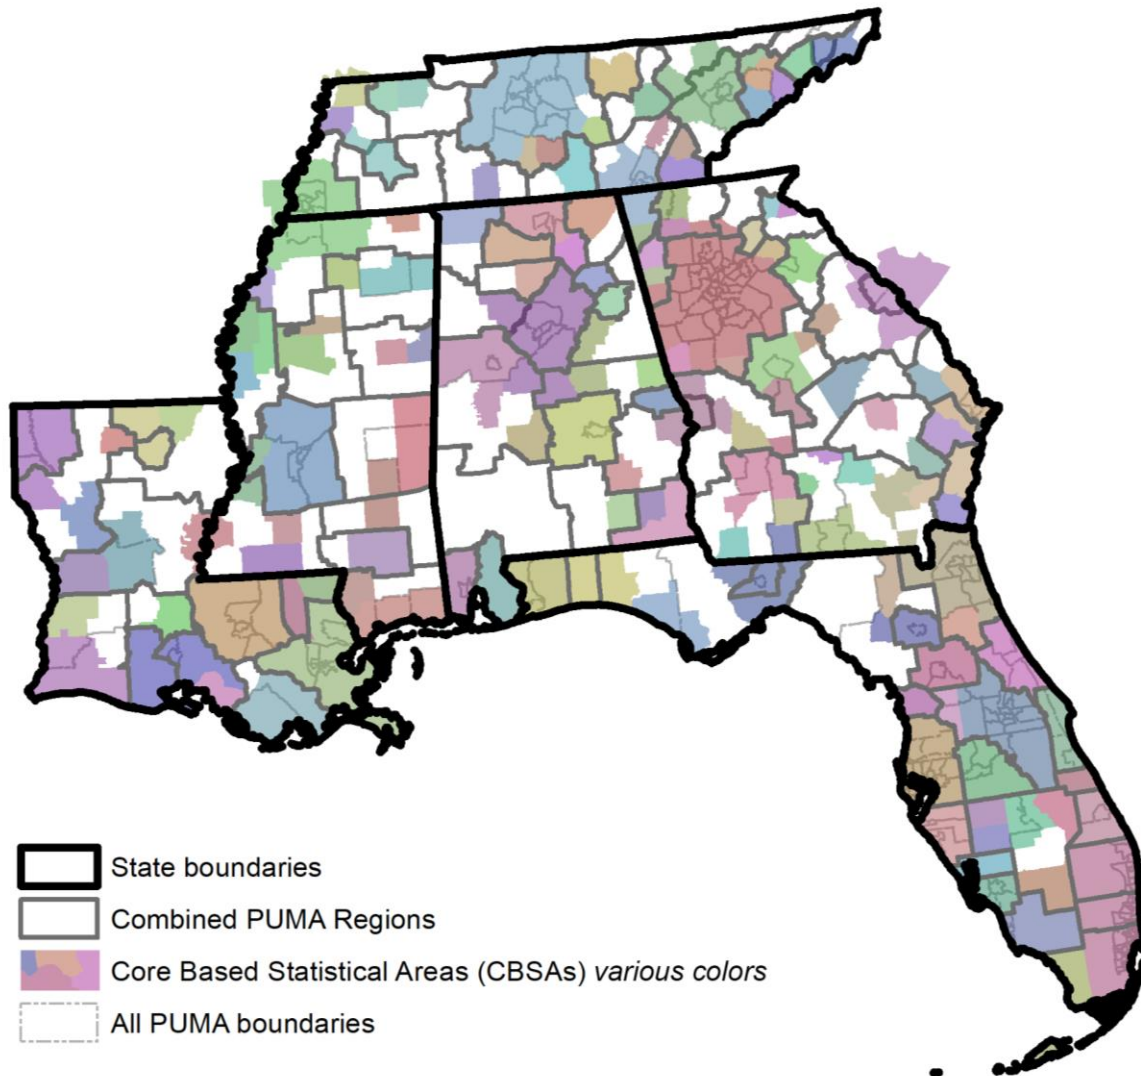 State boundaries
Combined PUMA Regions
Core Based Statistical Areas (CBSAs) various colors
All PUMA boundaries